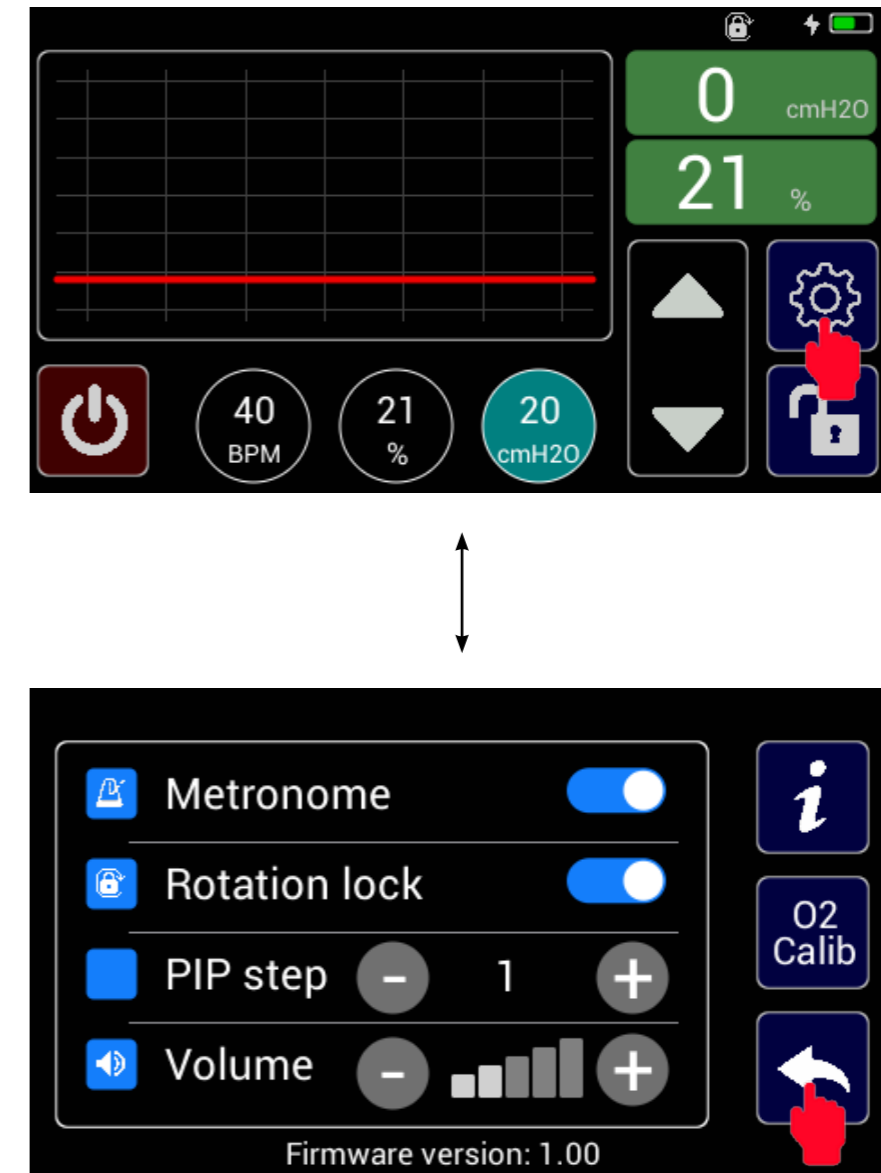 0 cmH2O
21 %
40
BPM
21
%
20
cmH2O
Metronome
i
Rotation lock
O2
Calib
PIP step - 1 +
Volume - +
Firmware version: 1.00